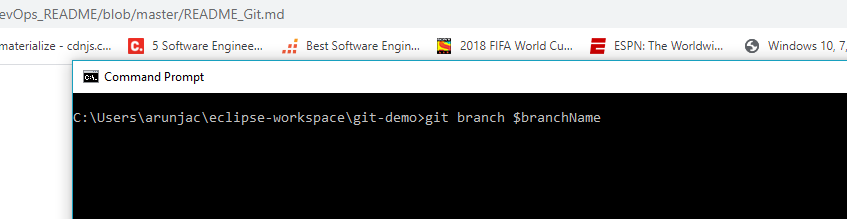 evOps_README/blob/master/README_Git.md
materialize - cdnjs.c... 5 Software Enginee... Best Software Engin... 2018 FIFA World Cu... ESPN: The Worldwi... Windows 10, 7,
Command Prompt
C:\Users\arunjac\eclipse-workspace\git-demo>git branch $branchName